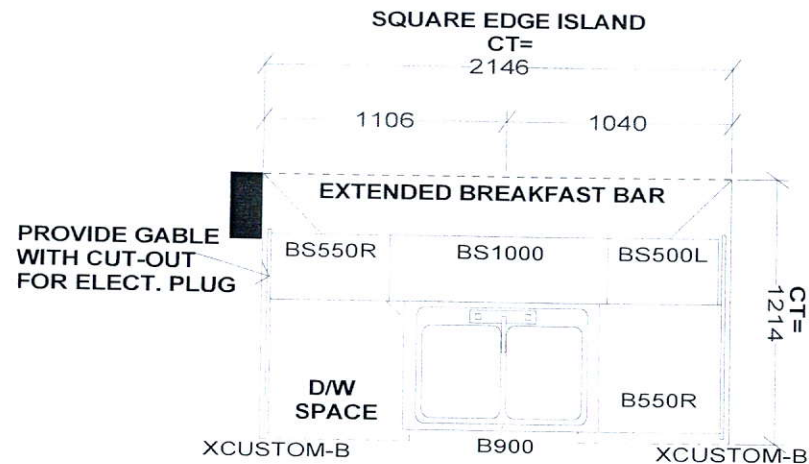 SQUARE EDGE ISLAND
CT=
2146
1106
1040
EXTENDED BREAKFAST BAR
PROVIDE GABLE
WITH CUT-OUT
FOR ELECT. PLUG
BS550R
BS1000
BS500L
CT=
1214
D/W
SPACE
B550R
XCUSTOM-B
B900
XCUSTOM-B